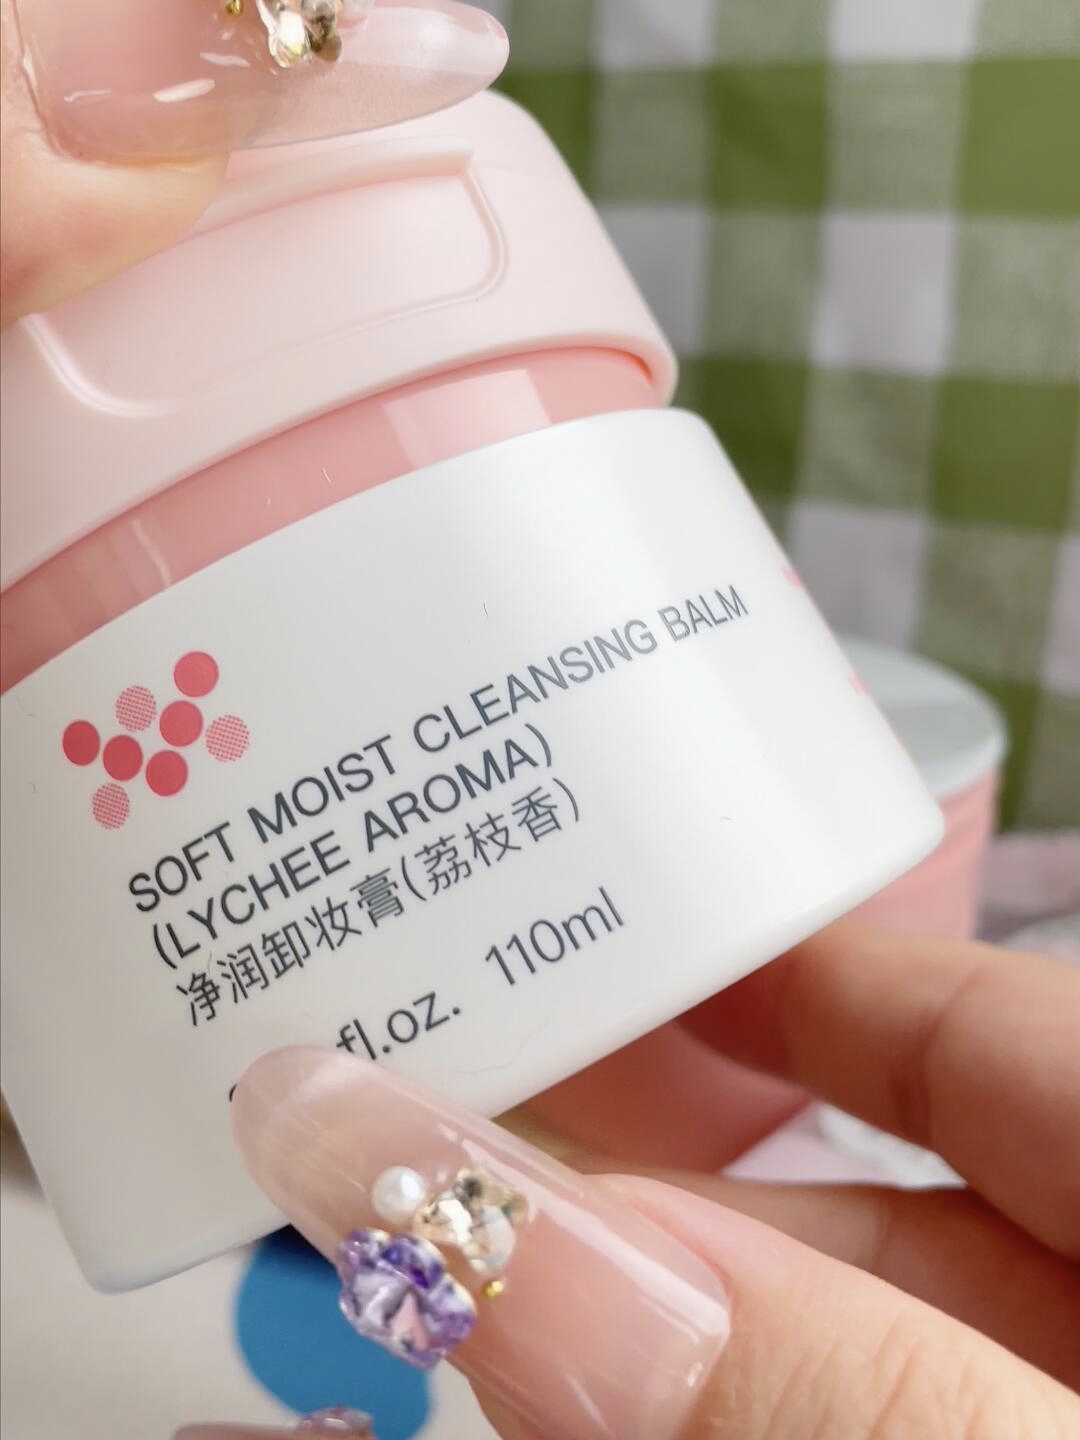 SOFT MOIST CLEANSING BALM
(LYCHEE AROMA)
净润卸妆膏(荔枝香)
fl.oz. 110ml